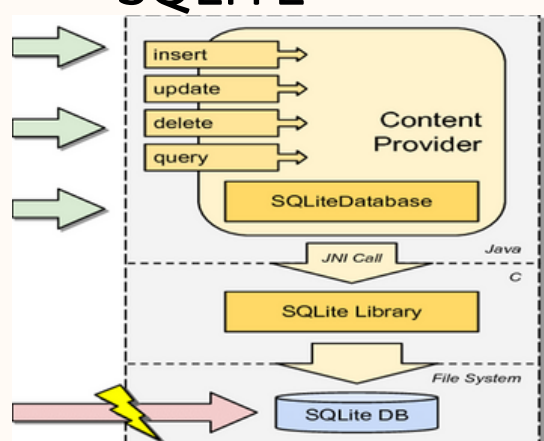 SQLITE
insert
update
delete
query
Content
Provider
SQLiteDatabase
JNI Call
Java
C
SQLite Library
File System
SQLite DB